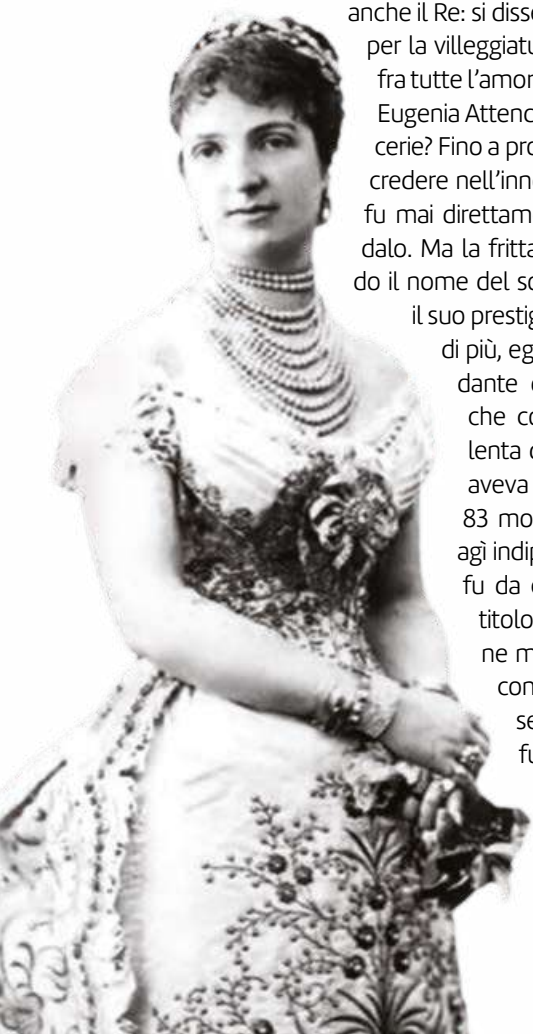 anche il Re: si disse
per la villeggiatu
fra tutte l'amor
Eugenia Attend
cerie? Fino a pro
credere nell'inno
fu mai direttam
dalo. Ma la fritta
do il nome del so
il suo prestig
di più, eg
dante
che co
lenta
aveva
83 mo
agì indip
fu da
titolo
ne m
con
se
fu